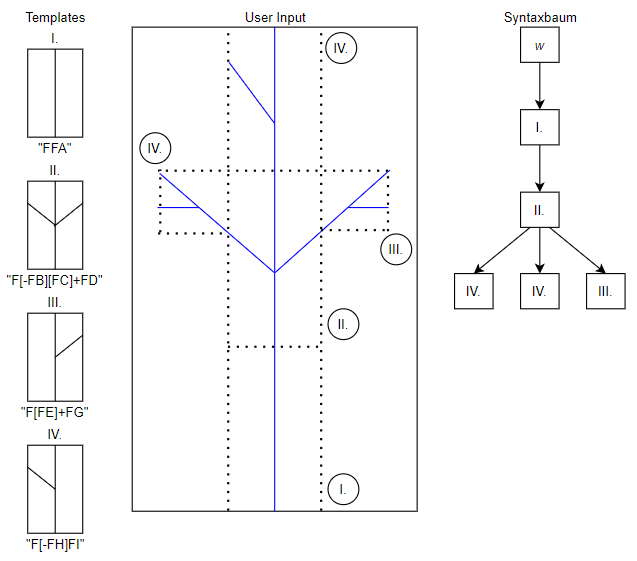 Templates
User Input
Syntaxbaum
I.
"FFA"
II.
"F[-FB][FC]+FD"
III.
"F[FE]+FG"
IV.
"F[-FH]FI"
IV.
IV.
III.
II.
I.
w
I.
II.
IV.
IV.
III.